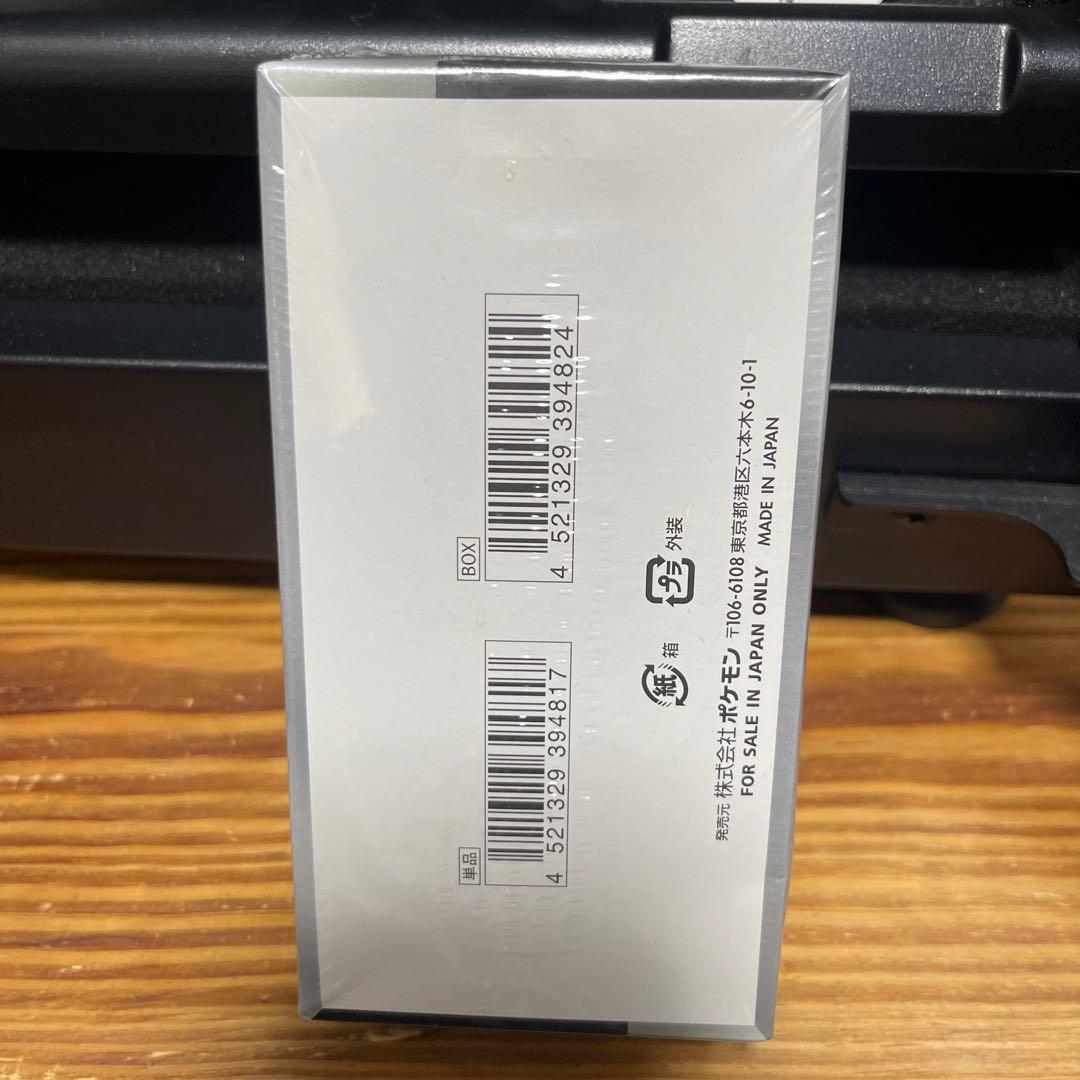 BOX
4 521329 394824
単品
4 521329 394817
プラ 外装
紙 箱
発売元 株式会社 ポケモン 〒106-6108 東京都港区六本木6-10-1
FOR SALE IN JAPAN ONLY MADE IN JAPAN